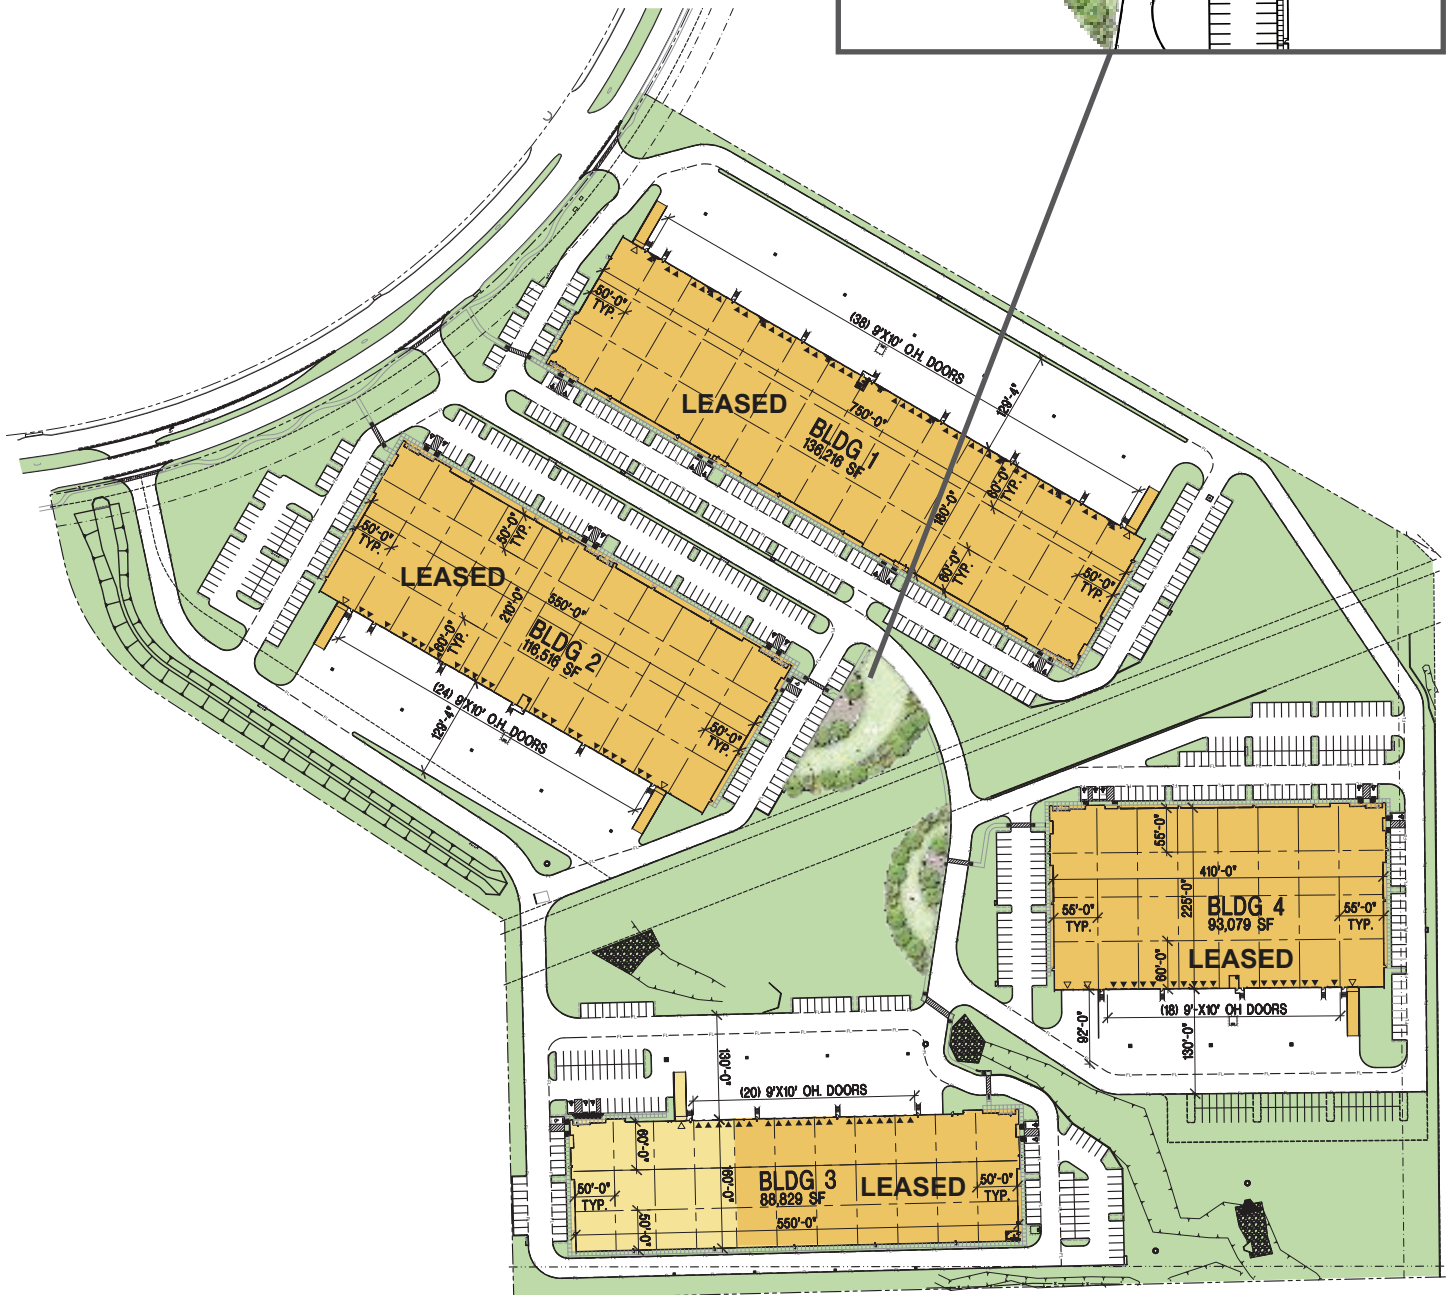 50'-0"
TYP.
(38) 9'X10' O.H. DOORS
129'-4"
LEASED
750'-0"
BLDG 1
136,216 SF
60'-0"
TYP.
180'-0"
60'-0"
TYP.
50'-0"
TYP.
50'-0"
TYP.
50'-0"
TYP.
LEASED
550'-0"
210'-0"
BLDG 2
116,516 SF
60'-0"
TYP.
(24) 9'X10' O.H. DOORS
129'-4"
50'-0"
TYP.
55'-0"
410'-0"
225'-0"
BLDG 4
93,079 SF
55'-0"
TYP.
55'-0"
TYP.
LEASED
60'-0"
(18) 9'-X10' OH DOORS
92'-0"
130'-0"
130'-0"
(20) 9'X10' OH. DOORS
60'-0"
160'-0"
BLDG 3
88,829 SF
LEASED
50'-0"
TYP.
50'-0"
TYP.
50'-0"
550'-0"